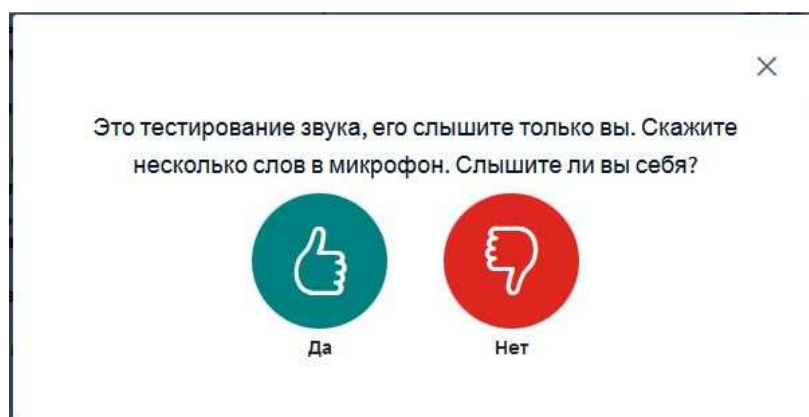 Это тестирование звука, его слышите только вы. Скажите
несколько слов в микрофон. Слышите ли вы себя?
Да
Нет